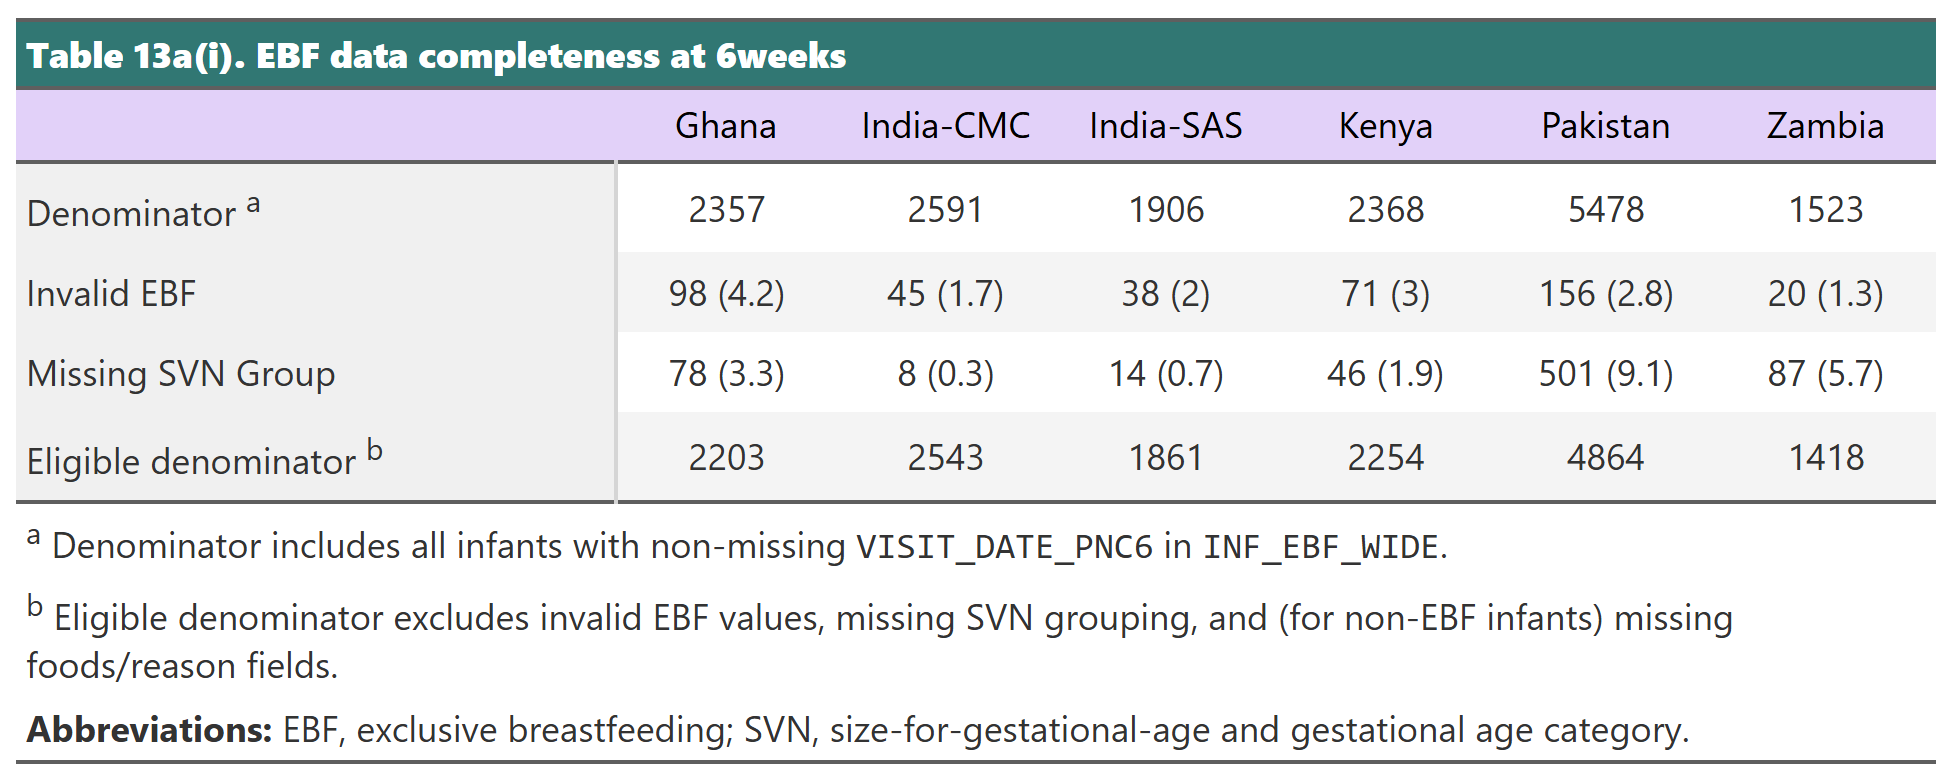 Table 13a(i). EBF data completeness at 6weeks
Ghana India-CMC India-SAS Kenya Pakistan Zambia
Denominator a 2357 2591 1906 2368 5478 1523
Invalid EBF 98 (4.2) 45 (1.7) 38 (2) 71 (3) 156 (2.8) 20 (1.3)
Missing SVN Group 78 (3.3) 8 (0.3) 14 (0.7) 46 (1.9) 501 (9.1) 87 (5.7)
Eligible denominator b 2203 2543 1861 2254 4864 1418
a Denominator includes all infants with non-missing VISIT_DATE_PNC6 in INF_EBF_WIDE.
b Eligible denominator excludes invalid EBF values, missing SVN grouping, and (for non-EBF infants) missing
foods/reason fields.
Abbreviations: EBF, exclusive breastfeeding; SVN, size-for-gestational-age and gestational age category.